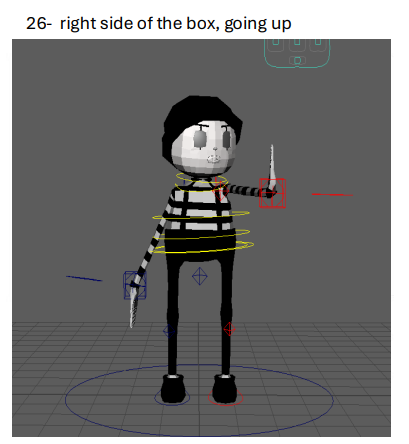 26- right side of the box, going up